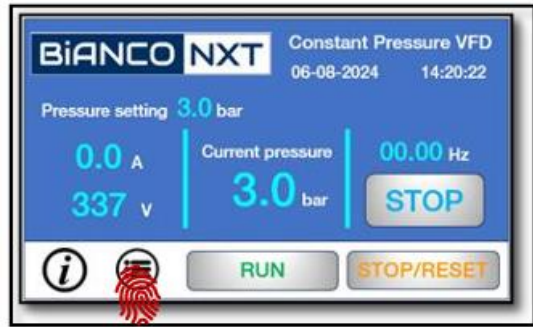 BiANCO NXT
Constant Pressure VFD
06-08-2024 14:20:22
Pressure setting 3.0 bar
0.0 A
337 V
Current pressure
3.0 bar
00.00 Hz
STOP
i
RUN
STOP/RESET